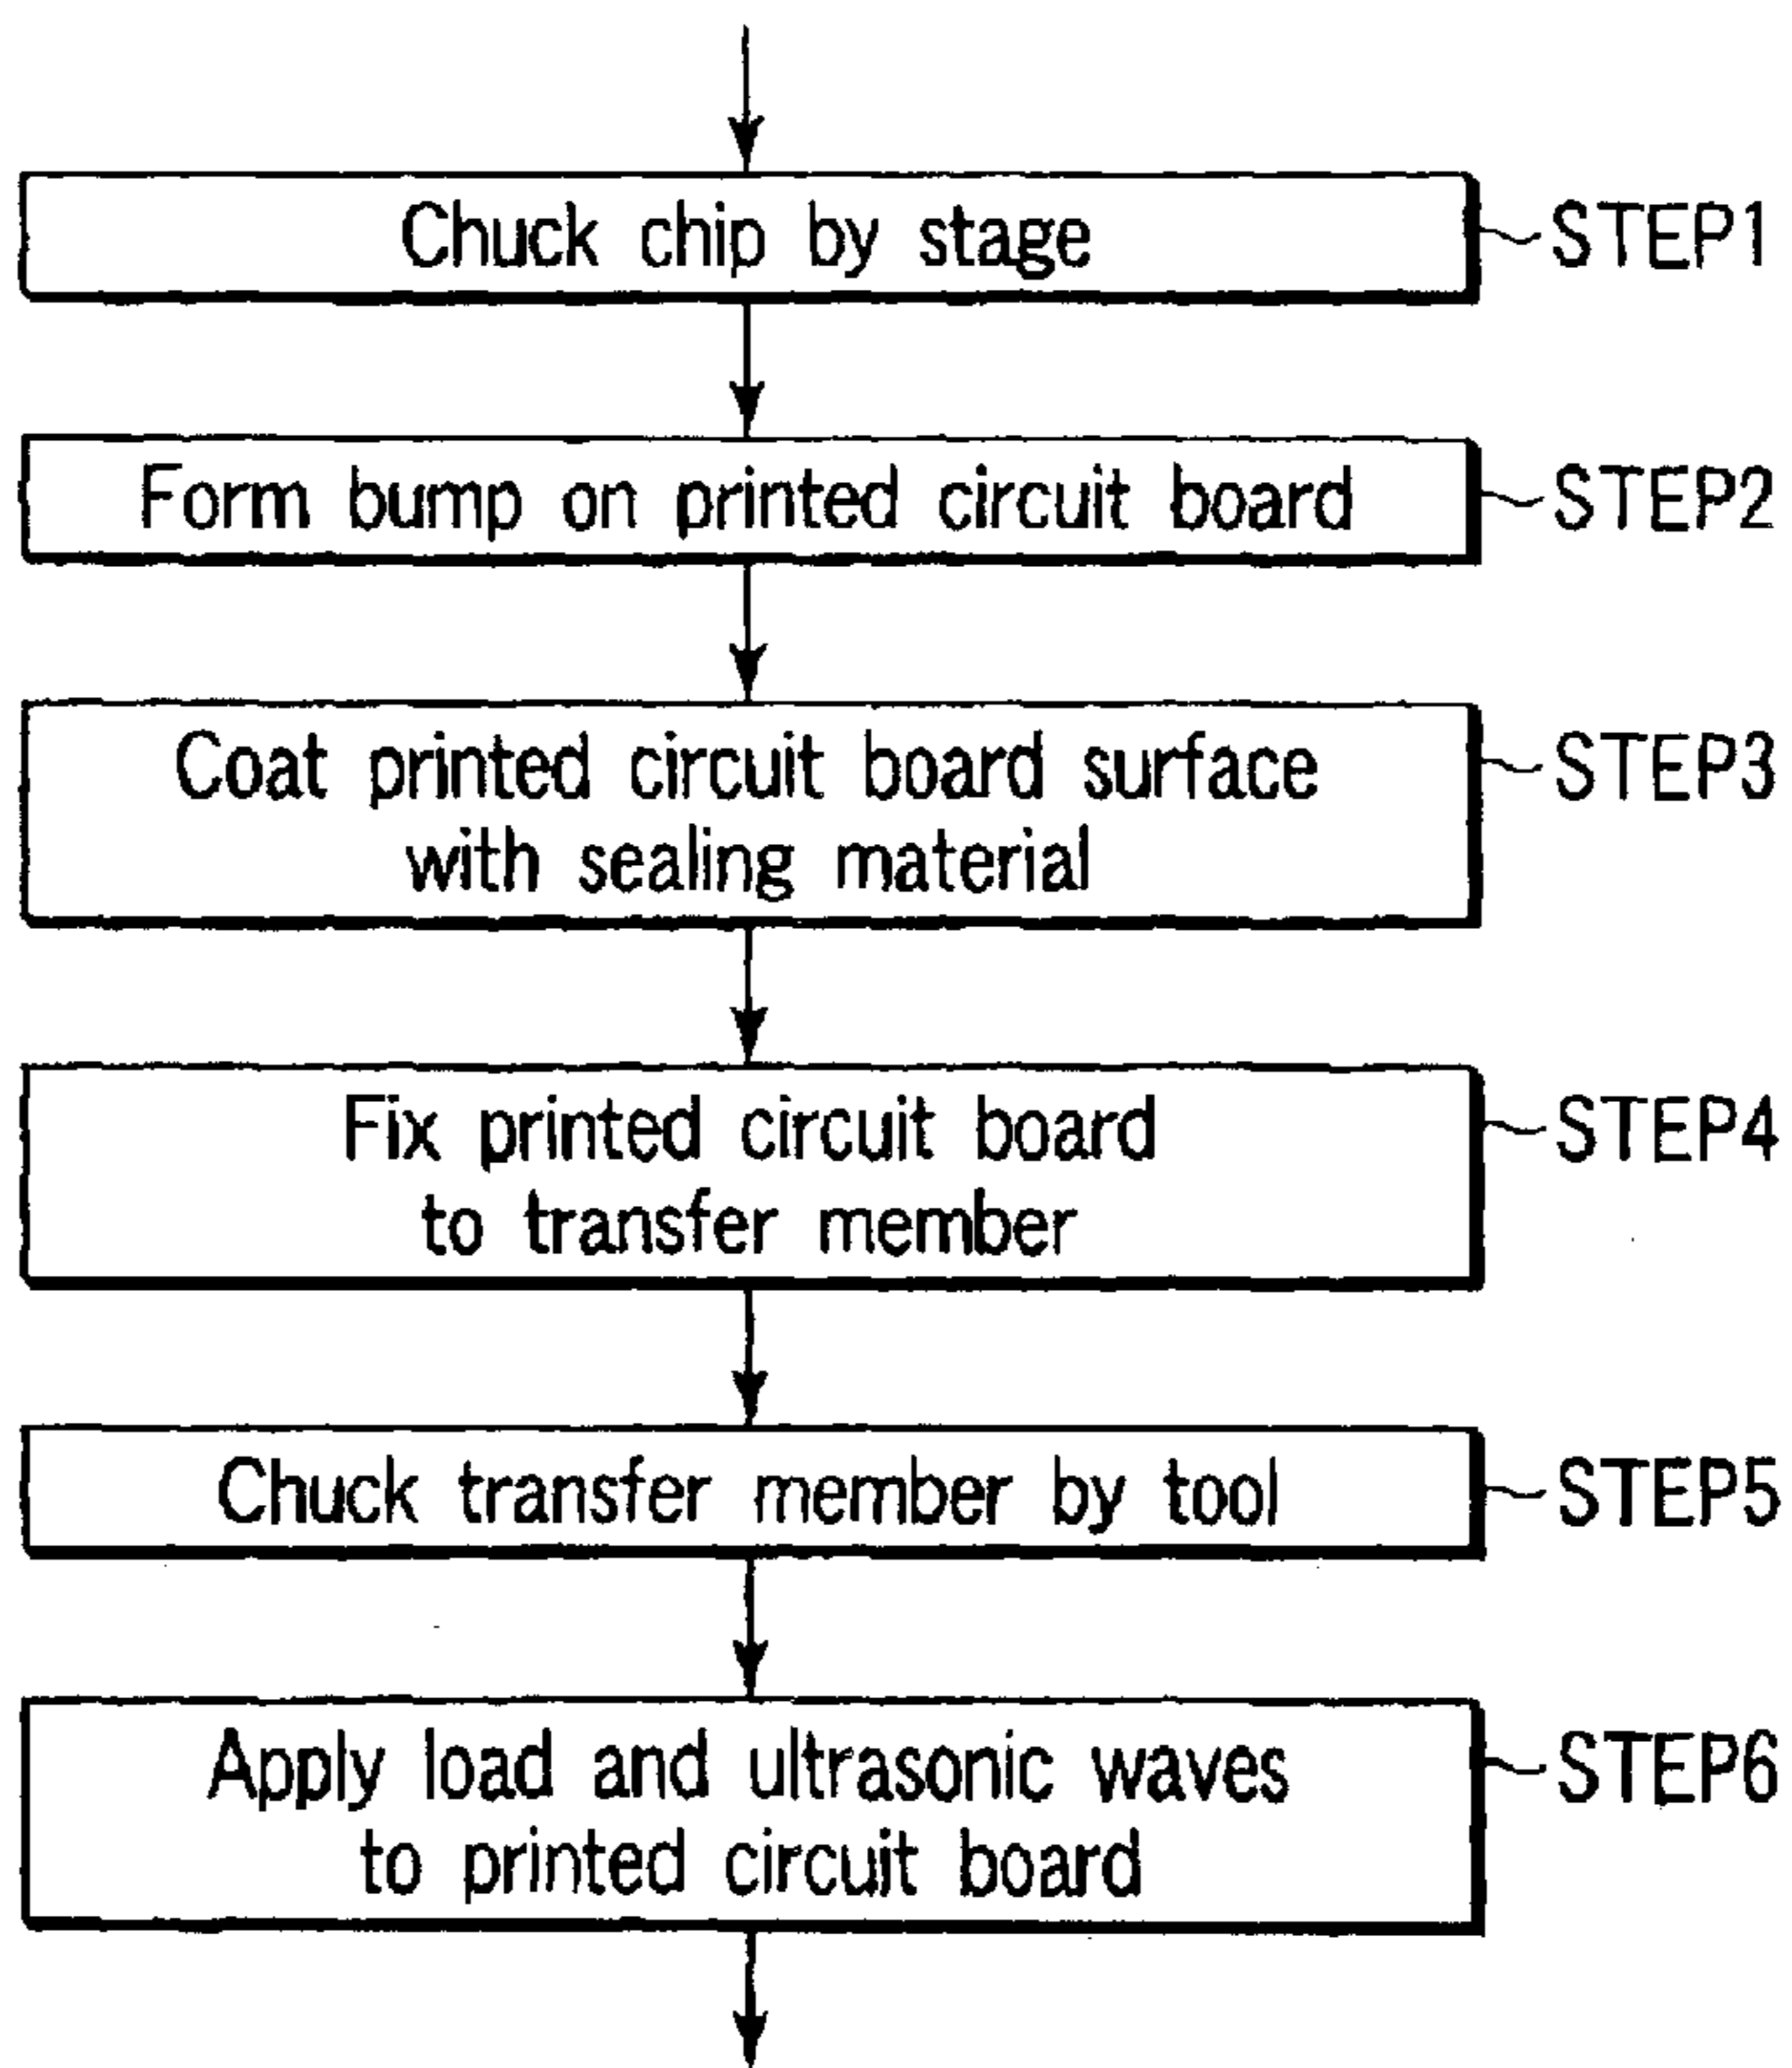 Chuck chip by stage
STEP1
Form bump on printed circuit board
STEP2
Coat printed circuit board surface
with sealing material
STEP3
Fix printed circuit board
to transfer member
STEP4
Chuck transfer member by tool
STEP5
Apply load and ultrasonic waves
to printed circuit board
STEP6